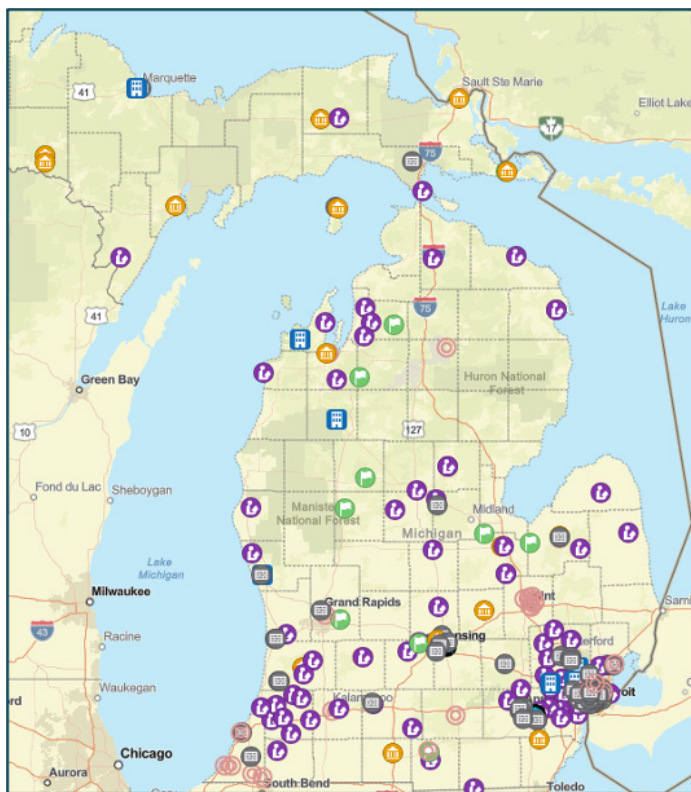 Marquette
41
Sault Ste Marie
Elliot Lake
17
75
75
Lake
Huron
41
Green Bay
Huron National
Forest
10
127
Fond du Lac
Sheboygan
Manistee
National Forest
Midland
Michigan
Lake
Michigan
Milwaukee
Grand Rapids
Sarni
43
Racine
Waukegan
Chicago
South Bend
Aurora
Toledo